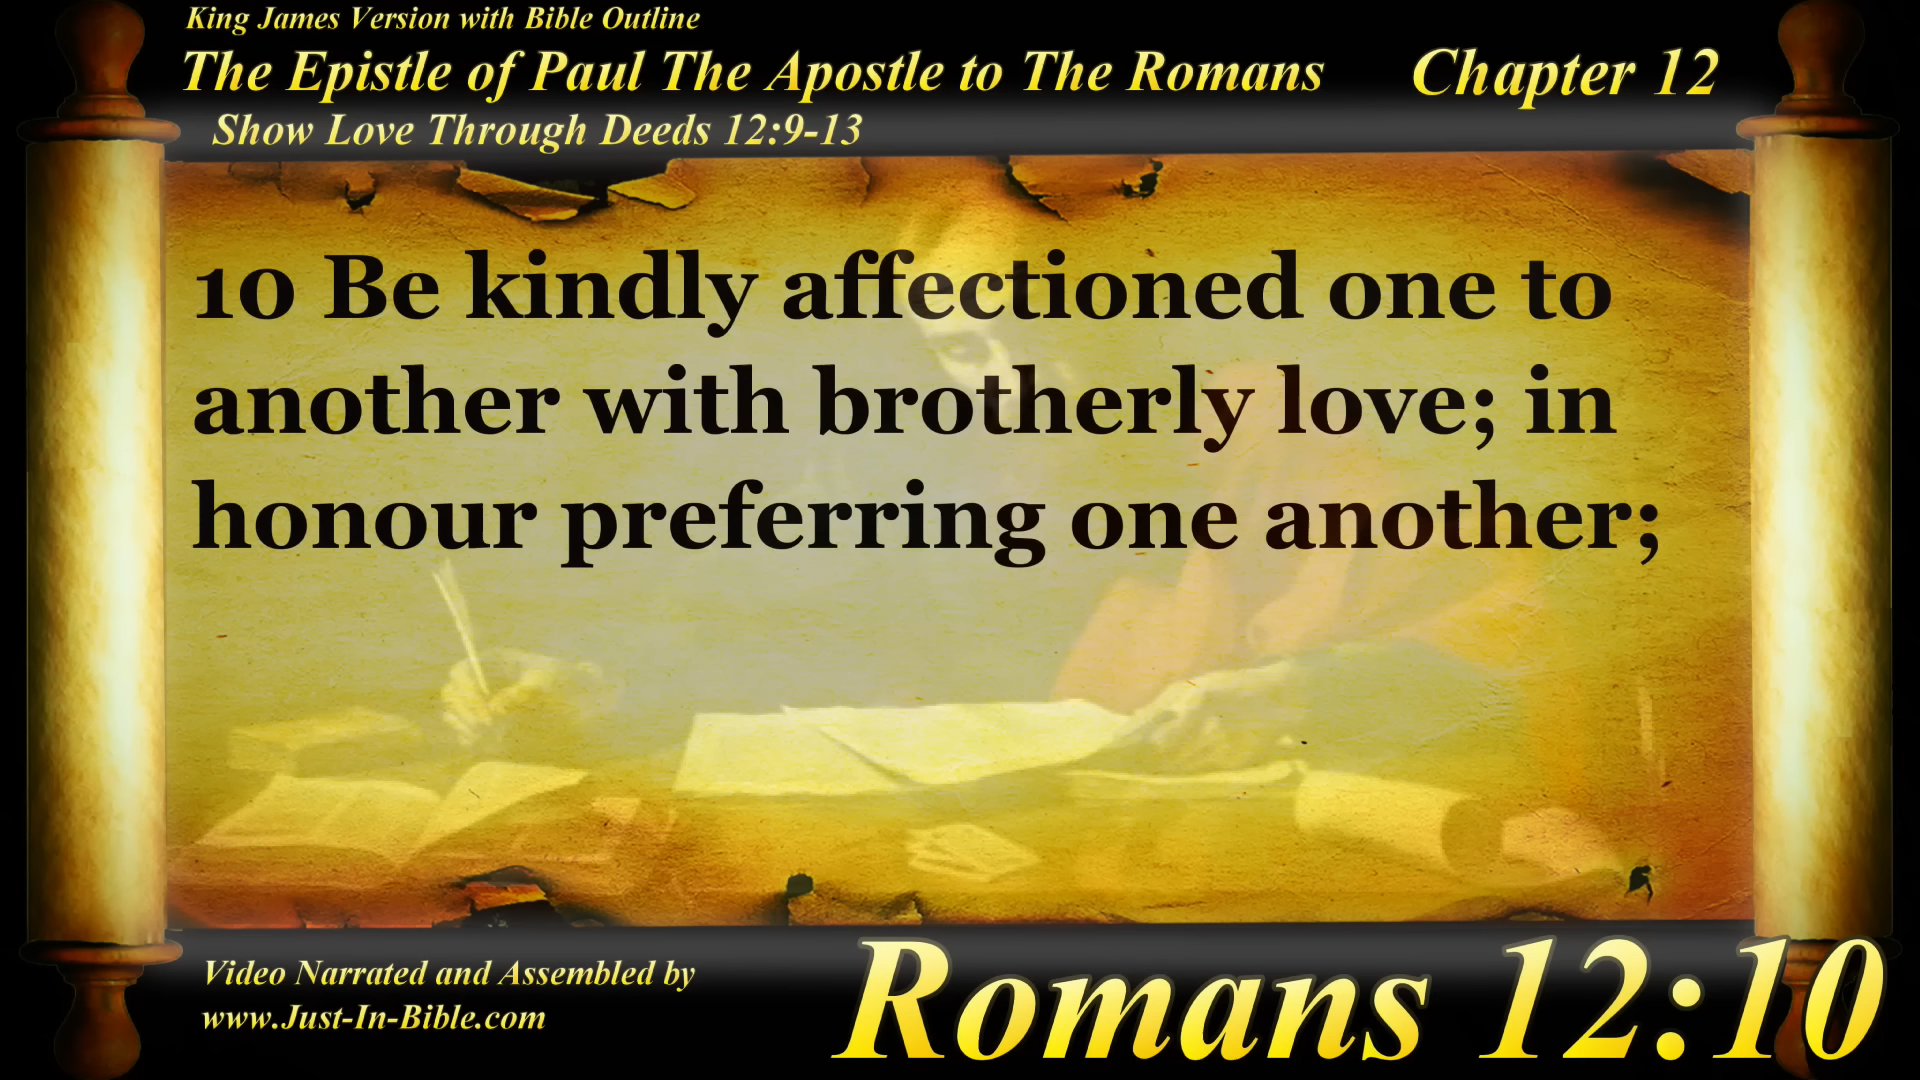 King James Version with Bible Outline
The Epistle of Paul The Apostle to The Romans Chapter 12
Show Love Through Deeds 12:9-13
10 Be kindly affectioned one to
another with brotherly love; in
honour preferring one another;
Video Narrated and Assembled by
www.Just-In-Bible.com
Romans 12:10